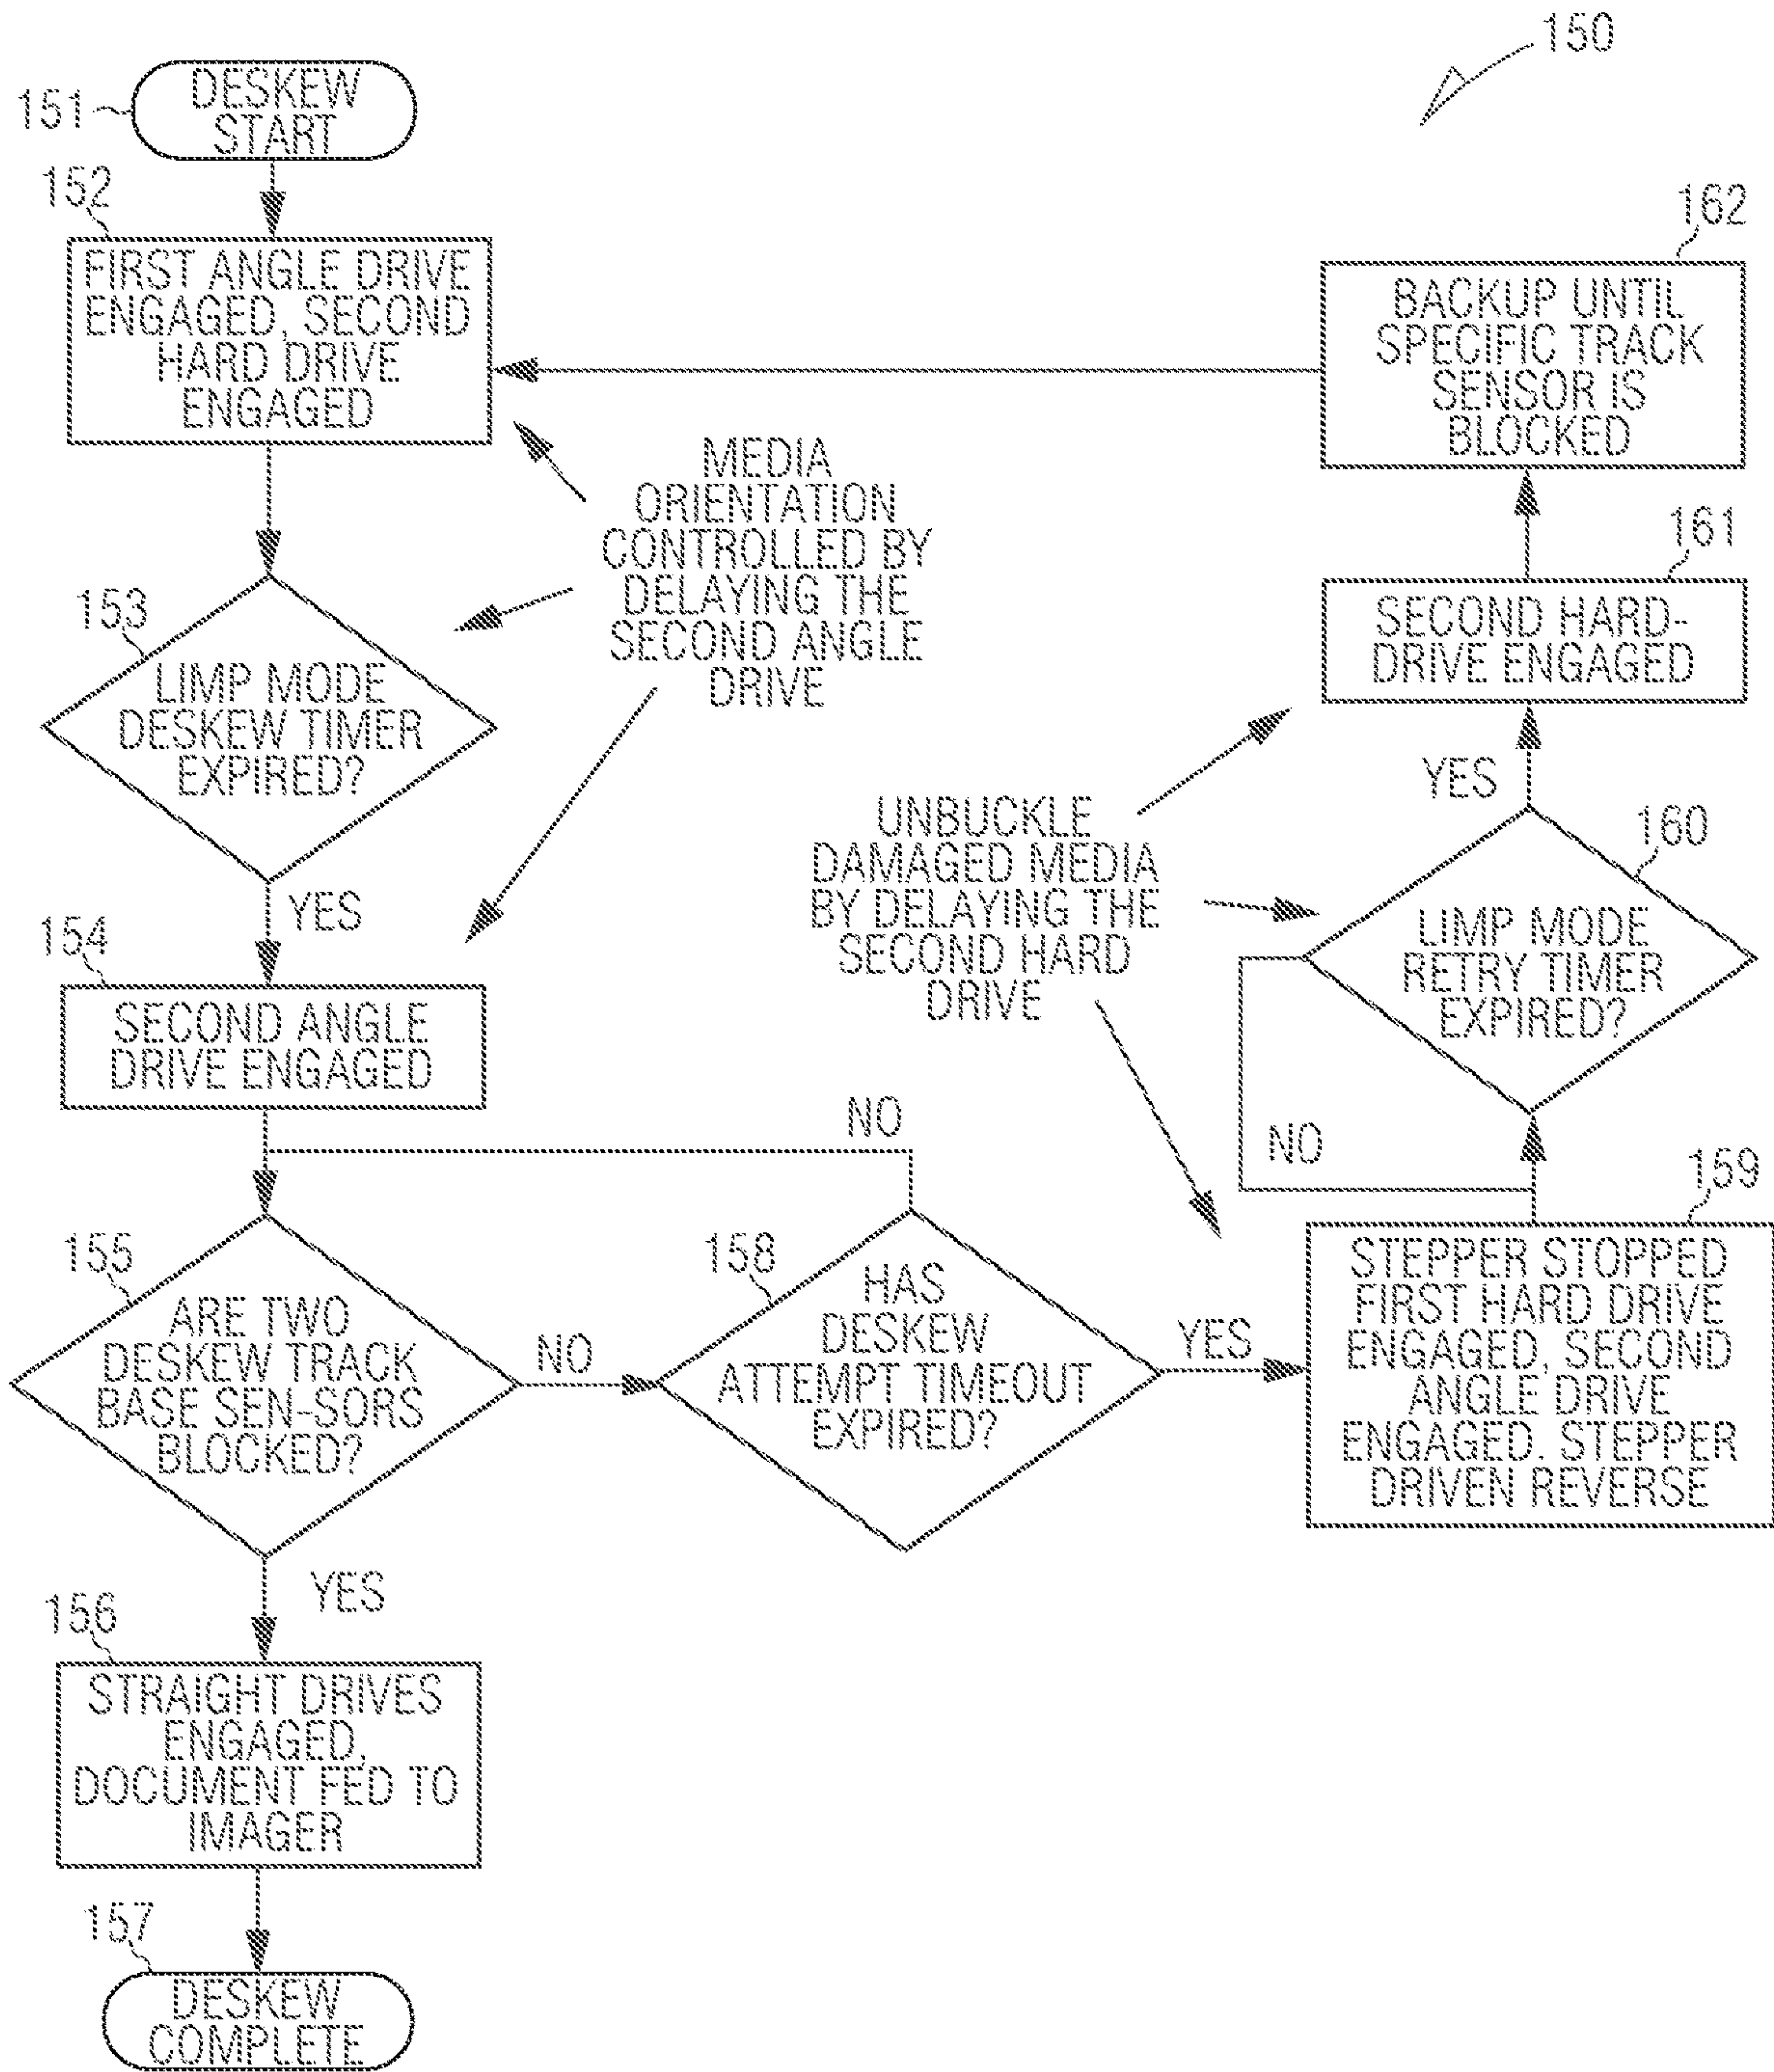 150
151
DESKEW
START
152
FIRST ANGLE DRIVE
ENGAGED, SECOND
HARD DRIVE
ENGAGED
162
BACKUP UNTIL
SPECIFIC TRACK
SENSOR IS
BLOCKED
MEDIA
ORIENTATION
CONTROLLED BY
DELAYING THE
SECOND ANGLE
DRIVE
161
SECOND HARD-
DRIVE ENGAGED
153
LIMP MODE
DESKEW TIMER
EXPIRED?
YES
YES
UNBUCKLE
DAMAGED MEDIA
BY DELAYING THE
SECOND HARD
DRIVE
160
LIMP MODE
RETRY TIMER
EXPIRED?
NO
154
SECOND ANGLE
DRIVE ENGAGED
NO
155
ARE TWO
DESKEW TRACK
BASE SEN-SORS
BLOCKED?
NO
158
HAS
DESKEW
ATTEMPT TIMEOUT
EXPIRED?
YES
159
STEPPER STOPPED
FIRST HARD DRIVE
ENGAGED, SECOND
ANGLE DRIVE
ENGAGED. STEPPER
DRIVEN REVERSE
YES
156
STRAIGHT DRIVES
ENGAGED,
DOCUMENT FED TO
IMAGER
157
DESKEW
COMPLETE